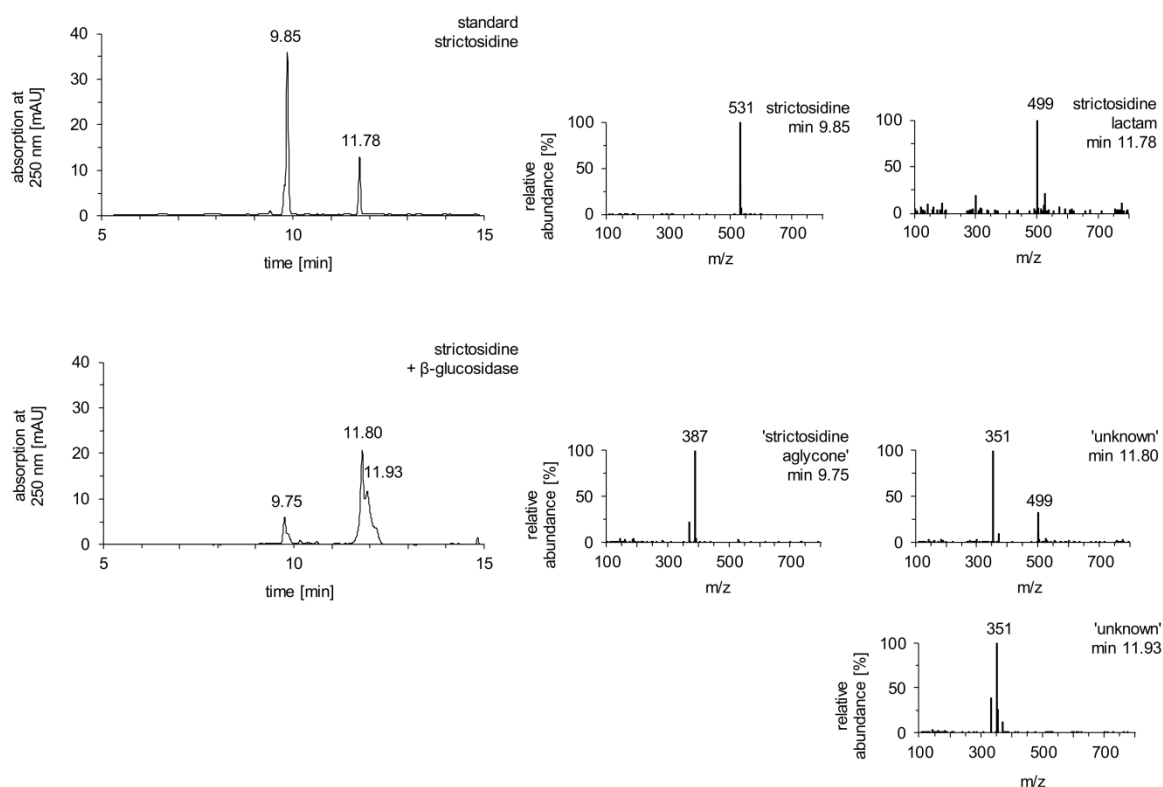 standard
strictosidine
absorption at
250 nm [mAU]
40
30
20
10
0
9.85
11.78
5
10
15
time [min]
531
strictosidine
min 9.85
relative
abundance [%]
100
50
0
100
300
500
700
m/z
499
strictosidine
lactam
min 11.78
100
50
0
100
300
500
700
m/z
strictosidine
+ β-glucosidase
absorption at
250 nm [mAU]
40
30
20
10
0
9.75
11.80
11.93
5
10
15
time [min]
387
'strictosidine
aglycone'
min 9.75
relative
abundance [%]
100
50
0
100
300
500
700
m/z
351
499
'unknown'
min 11.80
100
50
0
100
300
500
700
m/z
351
'unknown'
min 11.93
relative
abundance [%]
100
50
0
100
300
500
700
m/z